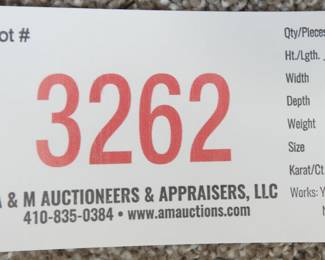 ot #
3262
& M AUCTIONEERS & APPRAISERS, LLC
410-835-0384 • www.amauctions.com
Qty/Pieces
Ht./Lgth.
Width
Depth
Weight
Size
Karat/Ct
Works: Y